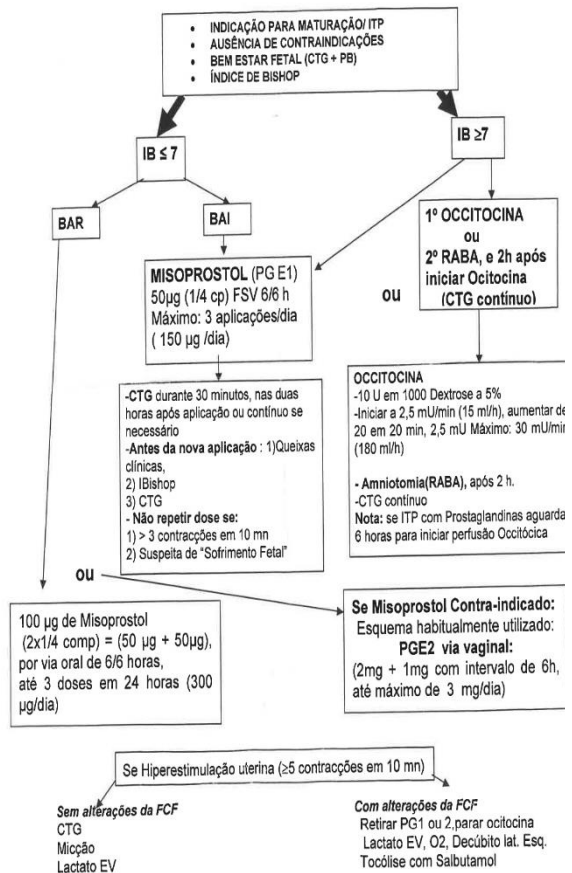 • INDICAÇÃO PARA MATURAÇÃO/ ITP
• AUSÊNCIA DE CONTRAINDICAÇÕES
• BEM ESTAR FETAL (CTG + PB)
• ÍNDICE DE BISHOP
IB ≤ 7
IB ≥7
BAR
BAI
MISOPROSTOL (PG E1)
50µg (1/4 cp) FSV 6/6 h
Máximo: 3 aplicações/dia
( 150 µg /dia)
ou
1º OCCITOCINA
ou
2º RABA, e 2h após
iniciar Ocitocina
(CTG contínuo)
-CTG durante 30 minutos, nas duas
horas após aplicação ou contínuo se
necessário
-Antes da nova aplicação : 1)Queixas
clínicas,
2) IBishop
3) CTG
- Não repetir dose se:
1) > 3 contracções em 10 mn
2) Suspeita de "Sofrimento Fetal"
OCCITOCINA
-10 U em 1000 Dextrose a 5%
-Iniciar a 2,5 mU/min (15 ml/h), aumentar de
20 em 20 min, 2,5 mU Máximo: 30 mU/min
(180 ml/h)
- Amniotomia(RABA), após 2 h.
-CTG contínuo
Nota: se ITP com Prostaglandinas aguarda
6 horas para iniciar perfusão Occitócica
ou
100 µg de Misoprostol
(2x1/4 comp) = (50 µg + 50µg),
por via oral de 6/6 horas,
até 3 doses em 24 horas (300
µg/dia)
Se Misoprostol Contra-indicado:
Esquema habitualmente utilizado:
PGE2 via vaginal:
(2mg + 1mg com intervalo de 6h,
até máximo de 3 mg/dia)
Se Hiperestimulação uterina (≥5 contracções em 10 mn)
Sem alterações da FCF
CTG
Micção
Lactato EV
Com alterações da FCF
Retirar PG1 ou 2,parar ocitocina
Lactato EV, O2, Decúbito lat. Esq.
Tocólise com Salbutamol